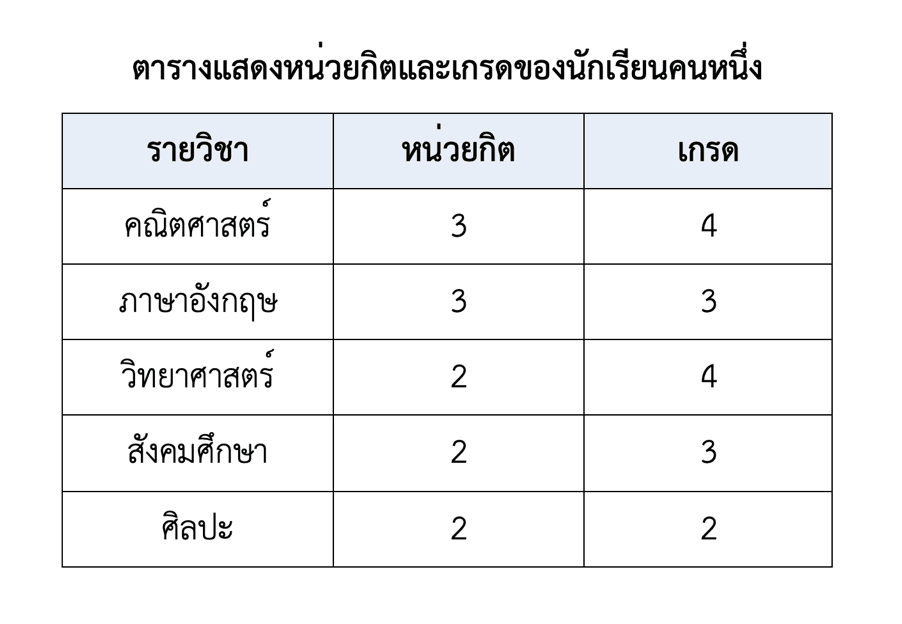 ตารางแสดงหน่วยกิตและเกรดของนักเรียนคนหนึ่ง
รายวิชา หน่วยกิต เกรด
คณิตศาสตร์ 3 4
ภาษาอังกฤษ 3 3
วิทยาศาสตร์ 2 4
สังคมศึกษา 2 3
ศิลปะ 2 2